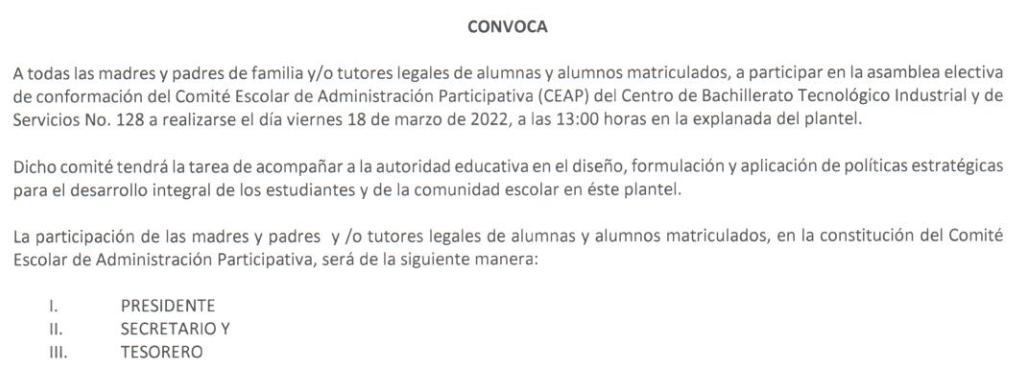 CONVOCA
A todas las madres y padres de familia y/o tutores legales de alumnas y alumnos matriculados, a participar en la asamblea electiva
de conformación del Comité Escolar de Administración Participativa (CEAP) del Centro de Bachillerato Tecnológico Industrial y de
Servicios No. 128 a realizarse el día viernes 18 de marzo de 2022, a las 13:00 horas en la explanada del plantel.
Dicho comité tendrá la tarea de acompañar a la autoridad educativa en el diseño, formulación y aplicación de políticas estratégicas
para el desarrollo integral de los estudiantes y de la comunidad escolar en éste plantel.
La participación de las madres y padres y /o tutores legales de alumnas y alumnos matriculados, en la constitución del Comité
Escolar de Administración Participativa, será de la siguiente manera:
I. PRESIDENTE
II. SECRETARIO Y
III. TESORERO